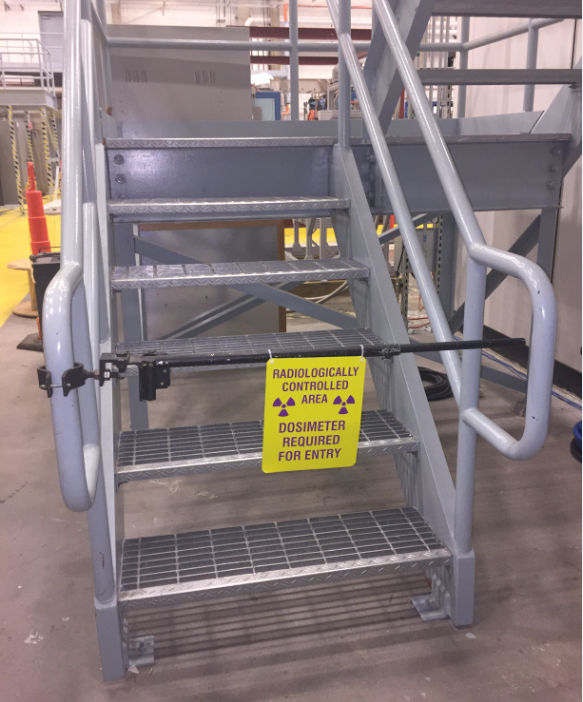 RADIOLOGICALLY
CONTROLLED
AREA
DOSIMETER
REQUIRED
FOR ENTRY